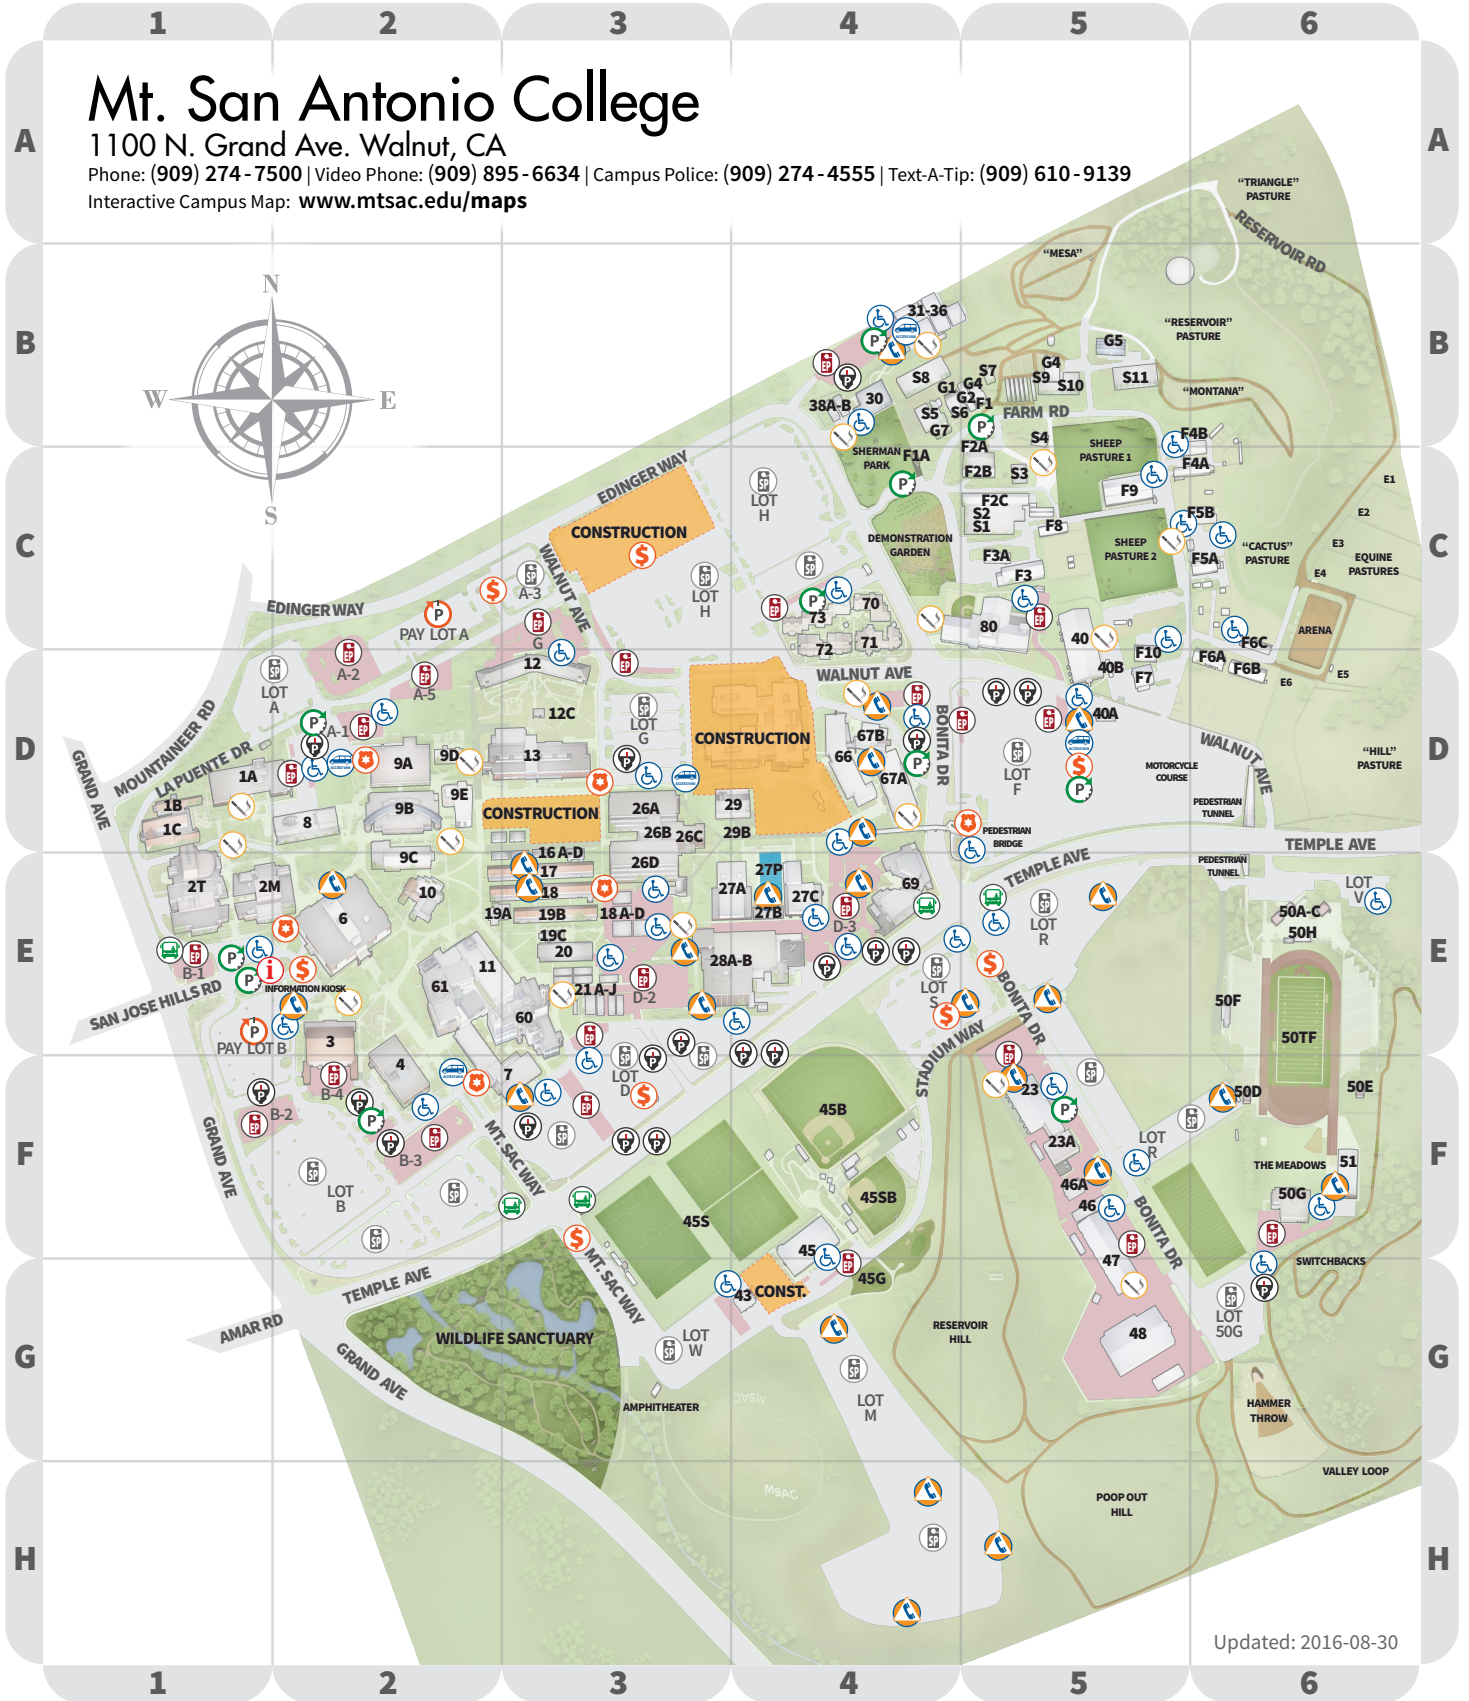 1 2 3 4 5 6
Mt. San Antonio College
1100 N. Grand Ave. Walnut, CA
Phone: (909) 274-7500 | Video Phone: (909) 895-6634 | Campus Police: (909) 274-4555 | Text-A-Tip: (909) 610-9139
Interactive Campus Map: www.mtsac.edu/maps
A
A
"TRIANGLE"
PASTURE
RESERVOIR RD
B
B
N
W
E
S
"MESA"
"RESERVOIR"
PASTURE
"MONTANA"
31-36
G5
G4
S7
S9
S10
S11
S8
G1
G4
G2
F1
30
38A-B
S5
S6
G7
FARM RD
S4
F2A
SHERMAN
PARK
F1A
F2B
S3
SHEEP
PASTURE 1
F4B
F4A
F9
C
C
EDINGER WAY
CONSTRUCTION
LOT
H
LOT
H
F2C
S2
S1
F8
F5B
F5A
DEMONSTRATION
GARDEN
SHEEP
PASTURE 2
"CACTUS"
PASTURE
E1
E2
E3
E4
EQUINE
PASTURES
ARENA
E5
E6
F3A
F3
WALNUT AVE
A-3
G
EDINGER WAY
PAY LOT A
73
70
72
71
80
40
40B
F10
F7
F6A
F6B
F6C
12
D
D
LOT
A
A-2
A-5
A-1
MOUNTAINEER RD
LA PUENTE DR
GRAND AVE
12C
LOT
G
13
CONSTRUCTION
WALNUT AVE
BONITA DR
67B
66
67A
40A
LOT
F
MOTORCYCLE
COURSE
WALNUT AVE
"HILL"
PASTURE
PEDESTRIAN
TUNNEL
PEDESTRIAN
BRIDGE
1A
1B
1C
8
9A
9D
9E
9B
9C
CONSTRUCTION
26A
26B
26C
26D
29
29B
TEMPLE AVE
TEMPLE AVE
PEDESTRIAN
TUNNEL
E
E
2T
2M
6
10
16 A-D
17
18
19A
19B
18 A-D
19C
20
21 A-J
27A
27P
27C
27B
69
D-3
28A-B
D-2
LOT
R
LOT
V
50A-C
50H
50F
50TF
LOT
S
11
61
60
B-1
INFORMATION KIOSK
SAN JOSE HILLS RD
PAY LOT B
3
4
7
BONITA DR
STADIUM WAY
F
F
B-4
B-2
B-3
LOT
B
GRAND AVE
MT. SAC WAY
LOT
D
45B
45SB
45S
45
45G
43
CONST.
23
23A
46A
46
47
48
LOT
R
BONITA DR
50D
50E
51
THE MEADOWS
50G
SWITCHBACKS
LOT
50G
G
G
TEMPLE AVE
AMAR RD
GRAND AVE
WILDLIFE SANCTUARY
MT. SAC WAY
LOT
W
AMPHITHEATER
MSAC
LOT
M
RESERVOIR
HILL
HAMMER
THROW
H
H
MSAC
POOP OUT
HILL
VALLEY LOOP
Updated: 2016-08-30
1 2 3 4 5 6